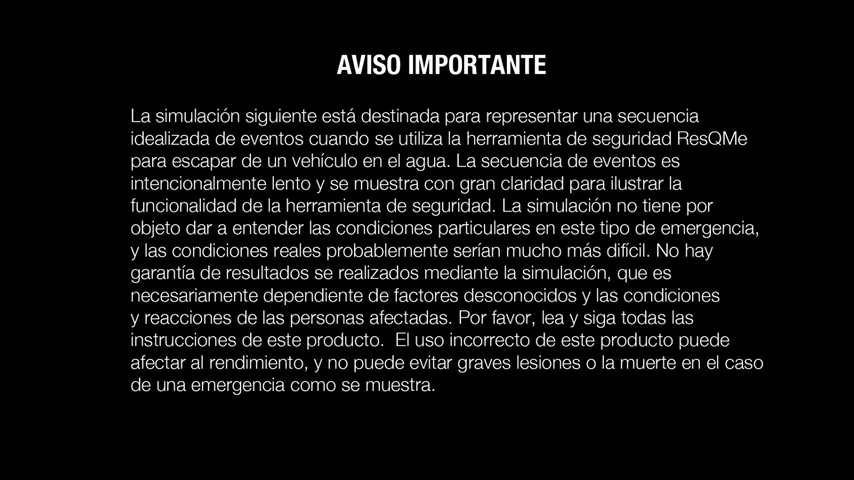 AVISO IMPORTANTE
La simulación siguiente está destinada para representar una secuencia
idealizada de eventos cuando se utiliza la herramienta de seguridad ResQMe
para escapar de un vehículo en el agua. La secuencia de eventos es
intencionalmente lento y se muestra con gran claridad para ilustrar la
funcionalidad de la herramienta de seguridad. La simulación no tiene por
objeto dar a entender las condiciones particulares en este tipo de emergencia,
y las condiciones reales probablemente serían mucho más difícil. No hay
garantía de resultados se realizados mediante la simulación, que es
necesariamente dependiente de factores desconocidos y las condiciones
y reacciones de las personas afectadas. Por favor, lea y siga todas las
instrucciones de este producto.  El uso incorrecto de este producto puede
afectar al rendimiento, y no puede evitar graves lesiones o la muerte en el caso
de una emergencia como se muestra.